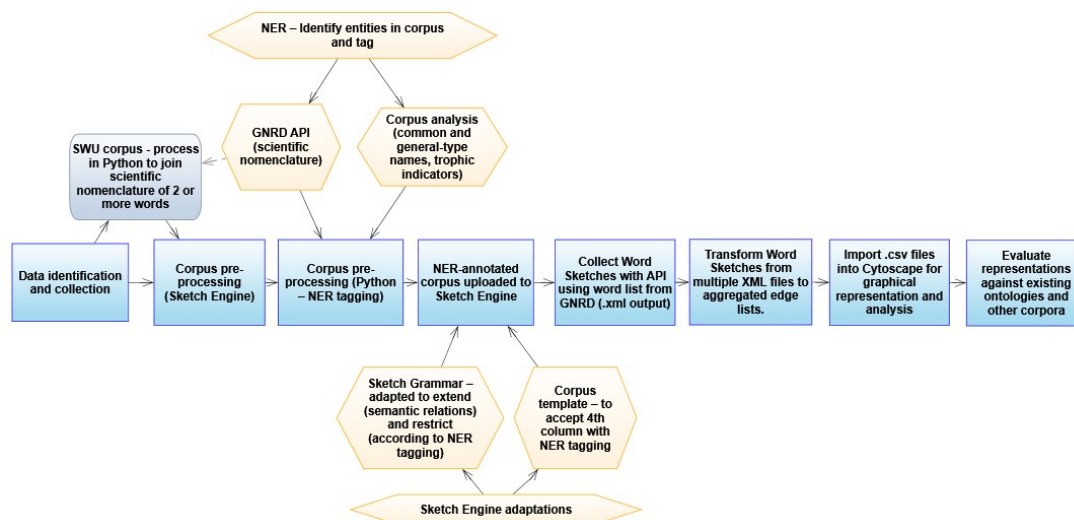 NER – Identify entities in corpus
and tag
GNRD API
(scientific
nomenclature)
Corpus analysis
(common and
general-type
names, trophic
indicators)
SWU corpus - process
in Python to join
scientific
nomenclature of 2 or
more words
Data identification
and collection
Corpus pre-
processing
(Sketch Engine)
Corpus pre-
processing (Python
– NER tagging)
NER-annotated
corpus uploaded to
Sketch Engine
Collect Word
Sketches with API
using word list from
GNRD (.xml output)
Transform Word
Sketches from
multiple XML files to
aggregated edge
lists.
Import .csv files
into Cytoscape for
graphical
representation and
analysis
Evaluate
representations
against existing
ontologies and
other corpora
Sketch Grammar –
adapted to extend
(semantic relations)
and restrict
(according to NER
tagging)
Corpus
template – to
accept 4th
column with
NER tagging
Sketch Engine adaptations